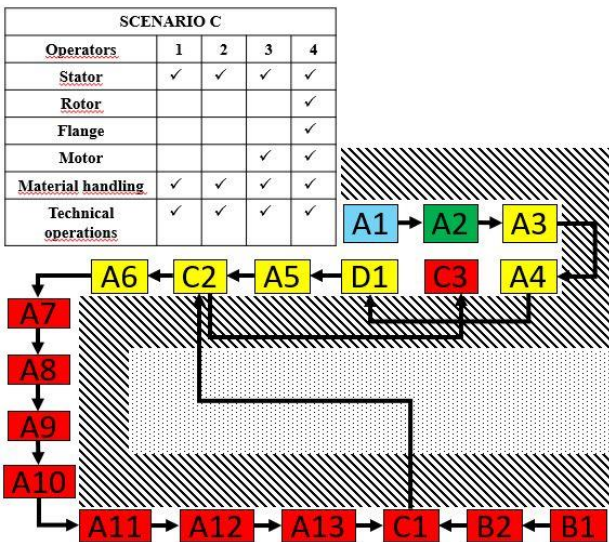 SCENARIO C
Operators 1 2 3 4
Stator ✓ ✓ ✓ ✓
Rotor ✓
Flange ✓
Motor ✓ ✓
Material handling ✓ ✓ ✓ ✓
Technical
operations ✓ ✓ ✓ ✓
A1 A2 A3
A6 C2 A5 D1 C3 A4
A7
A8
A9
A10
A11 A12 A13 C1 B2 B1